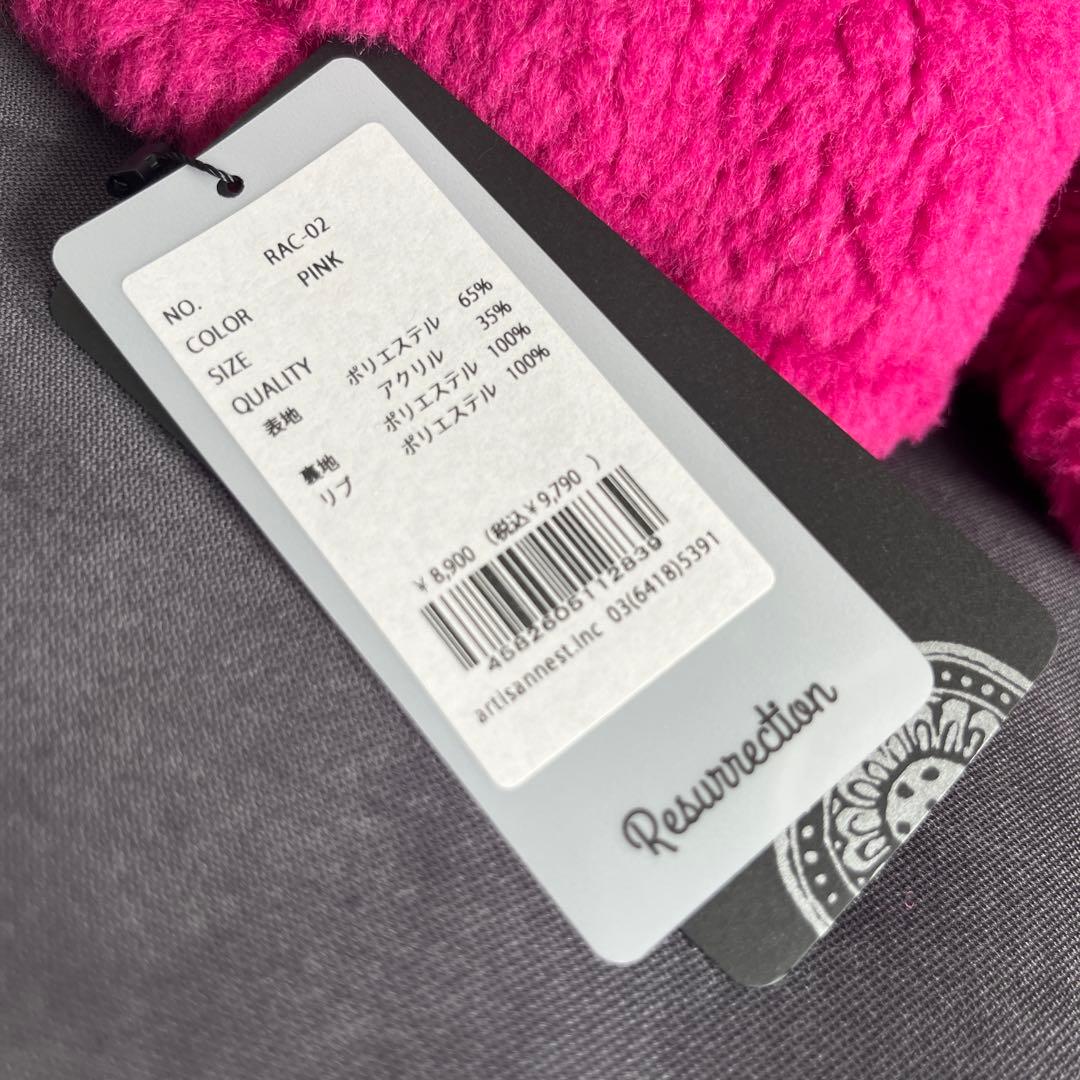 NO. RAC-02
COLOR PINK
SIZE
QUALITY
表地 ポリエステル 65%
アクリル 35%
裏地 ポリエステル 100%
リブ ポリエステル 100%
¥8,900 (税込¥9,790 )
4582606112839
artisannest.inc 03(6418)5391
Resurrection